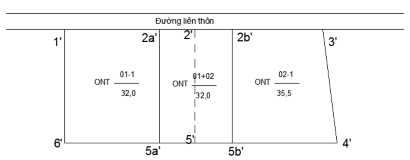 Đường liên thôn
1' 2a' 2' 2b' 3'
ONT 01-1 32,0
ONT 01+02 32,0
ONT 02-1 35,5
6' 5a' 5' 5b' 4'